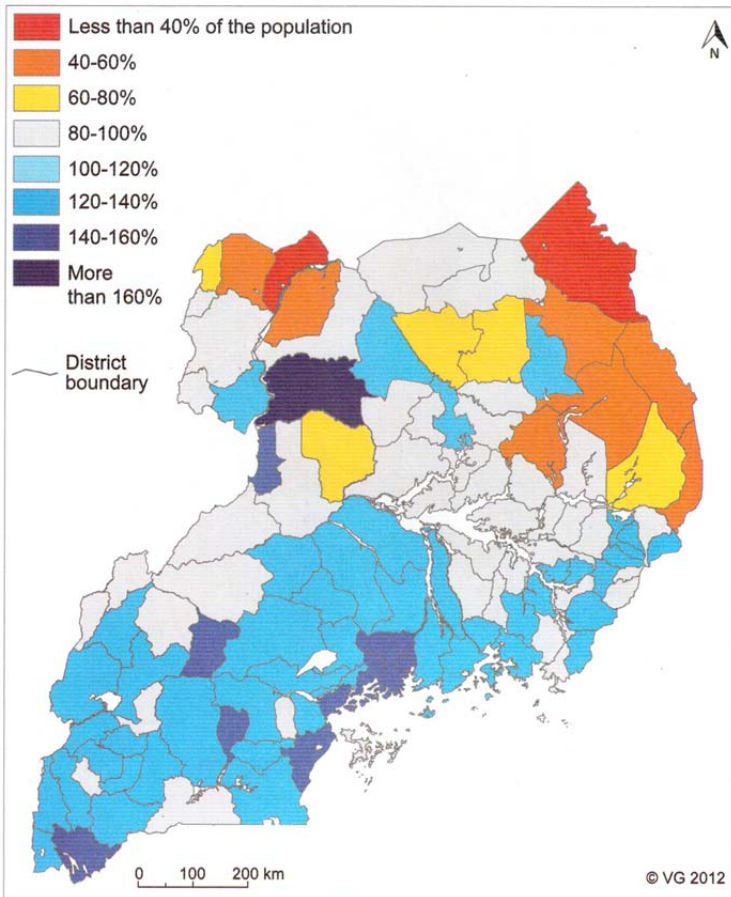 Less than 40% of the population
40-60%
60-80%
80-100%
100-120%
120-140%
140-160%
More
than 160%
District
boundary
N
0 100 200 km
© VG 2012